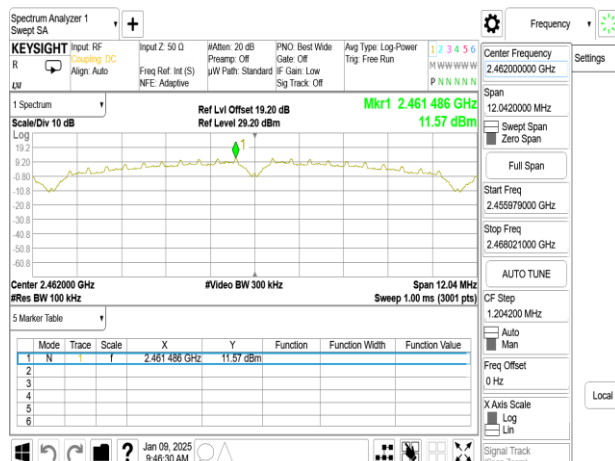 Spectrum Analyzer 1
Swept SA
Frequency
KEYSIGHT
R
Input: RF
Coupling: DC
Align: Auto
Input Z: 50 Ω
Freq Ref: Int (S)
NFE: Adaptive
#Atten: 20 dB
Preamp: Off
µW Path: Standard
PNO: Best Wide
Gate: Off
IF Gain: Low
Sig Track: Off
Avg Type: Log-Power
Trig: Free Run
1 2 3 4 5 6
M W W W W W
P N N N N N
1 Spectrum
Scale/Div 10 dB
Ref Lvl Offset 19.20 dB
Ref Level 29.20 dBm
Mkr1 2.461 486 GHz
11.57 dBm
Log
19.2
9.20
-0.80
-10.8
-20.8
-30.8
-40.8
-50.8
-60.8
1
Center 2.462000 GHz
#Res BW 100 kHz
#Video BW 300 kHz
Span 12.04 MHz
Sweep 1.00 ms (3001 pts)
5 Marker Table
Mode Trace Scale X Y Function Function Width Function Value
1 N 1 f 2.461 486 GHz 11.57 dBm
2
3
4
5
6
Jan 09, 2025
9:46:30 AM
Center Frequency
2.462000000 GHz
Settings
Span
12.0420000 MHz
Swept Span
Zero Span
Full Span
Start Freq
2.455979000 GHz
Stop Freq
2.468021000 GHz
AUTO TUNE
CF Step
1.204200 MHz
Auto
Man
Freq Offset
0 Hz
X Axis Scale
Log
Lin
Local
Signal Track